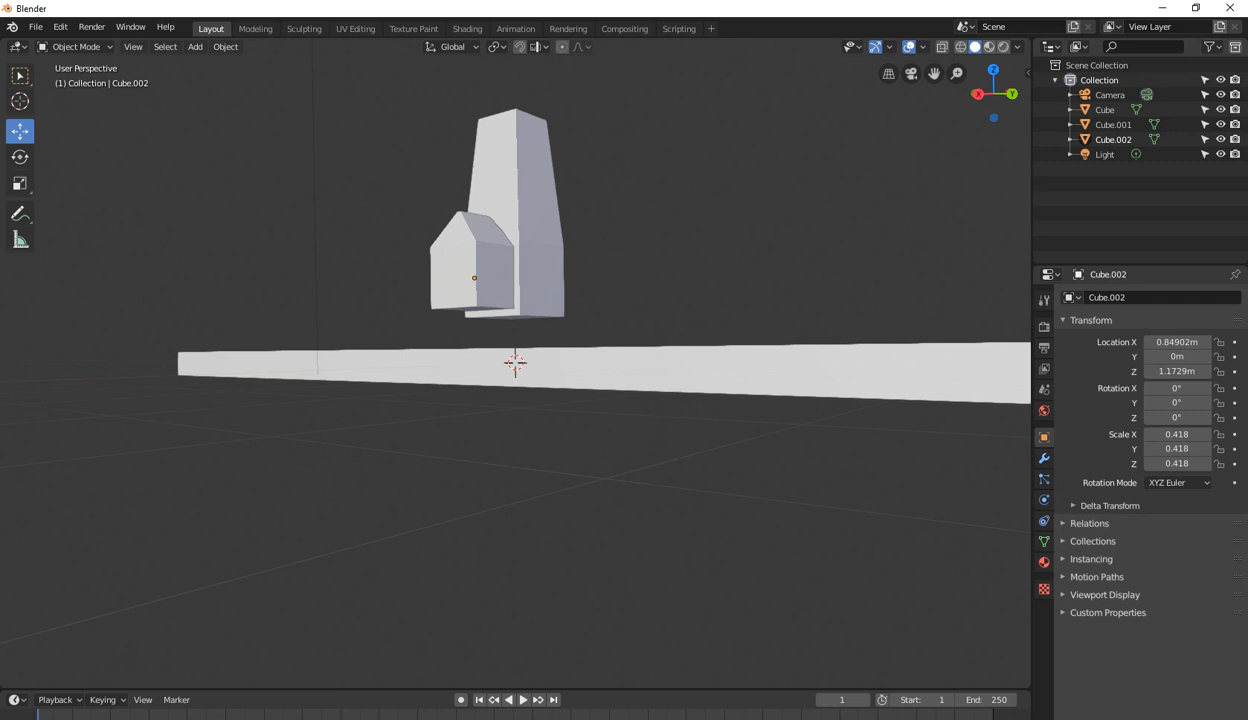 Blender
File Edit Render Window Help Layout Modeling Sculpting UV Editing Texture Paint Shading Animation Rendering Compositing Scripting + Scene View Layer
Object Mode View Select Add Object Global
User Perspective
(1) Collection | Cube.002
Z
X Y
Scene Collection
Collection
Camera
Cube
Cube.001
Cube.002
Light
Cube.002
Cube.002
Transform
Location X 0.84902m
Y 0m
Z 1.1729m
Rotation X 0°
Y 0°
Z 0°
Scale X 0.418
Y 0.418
Z 0.418
Rotation Mode XYZ Euler
Delta Transform
Relations
Collections
Instancing
Motion Paths
Viewport Display
Custom Properties
Playback Keying View Marker 1 Start: 1 End: 250